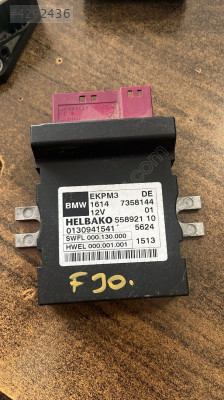 EKPM3 DE
BMW 1614 7358144
12V 01
HELBAKO 558921 10
0130941541 5624
SWFL 000.130.000
HWEL 000.001.001 1513
F90.